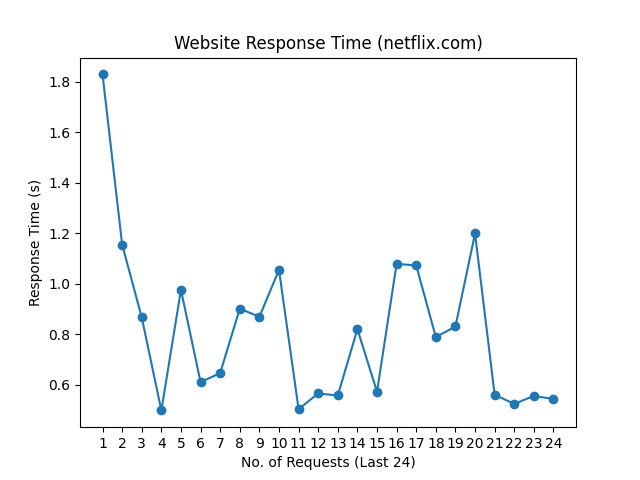 Website Response Time (netflix.com)
Response Time (s)
1.8
1.6
1.4
1.2
1.0
0.8
0.6
1 2 3 4 5 6 7 8 9 10 11 12 13 14 15 16 17 18 19 20 21 22 23 24
No. of Requests (Last 24)